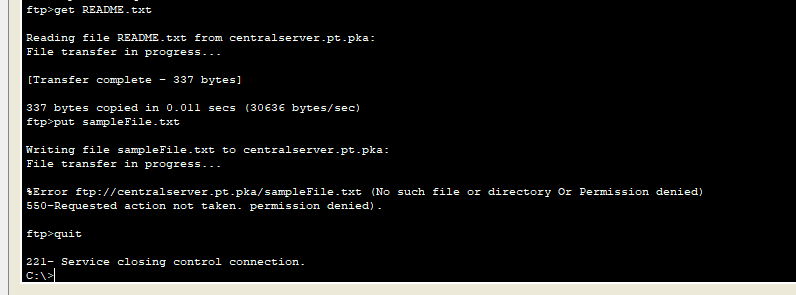 ftp>get README.txt
Reading file README.txt from centralserver.pt.pka:
File transfer in progress...
[Transfer complete - 337 bytes]
337 bytes copied in 0.011 secs (30636 bytes/sec)
ftp>put sampleFile.txt
Writing file sampleFile.txt to centralserver.pt.pka:
File transfer in progress...
%Error ftp://centralserver.pt.pka/sampleFile.txt (No such file or directory Or Permission denied)
550-Requested action not taken. permission denied).
ftp>quit
221- Service closing control connection.
C:\>